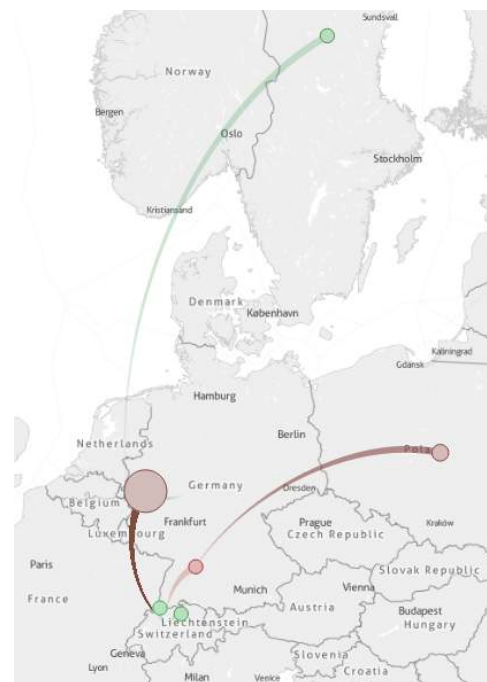 Sundsvall
Norway
Bergen
Oslo
Stockholm
Kristiansand
Denmark
København
Kaliningrad
Gdansk
Hamburg
Berlin
Netherlands
Pola
Germany
Dresden
Belgium
Frankfurt
Prague
Kraków
Luxembourg
Czech Republic
Paris
Slovak Republic
Munich
Vienna
France
Austria
Budapest
Liechtenstein
Hungary
Switzerland
Geneva
Slovenia
Lyon
Milan
Venice
Croatia